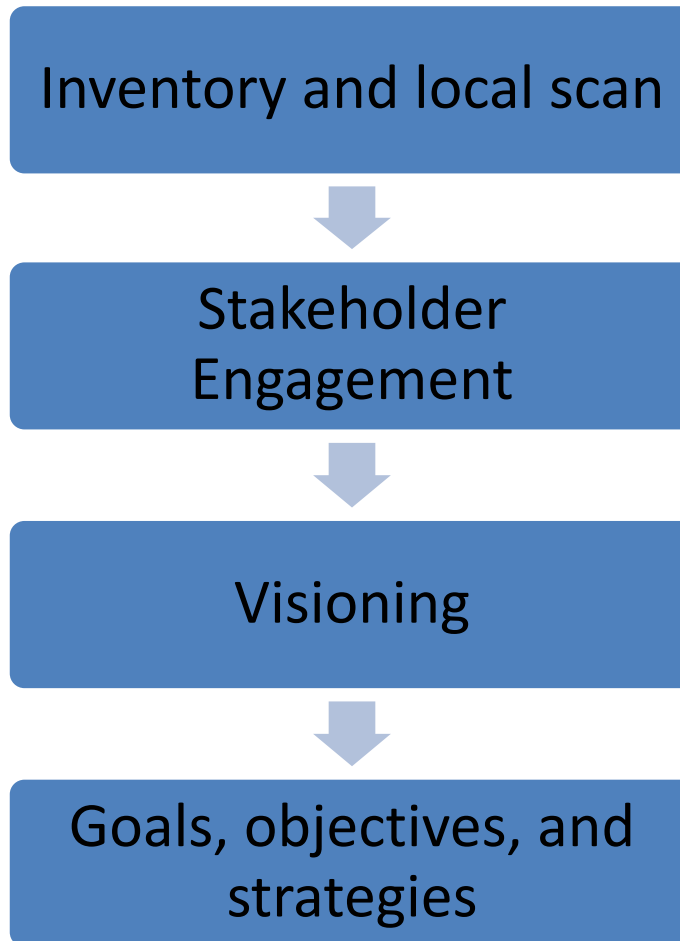 Inventory and local scan
Stakeholder
Engagement
Visioning
Goals, objectives, and
strategies